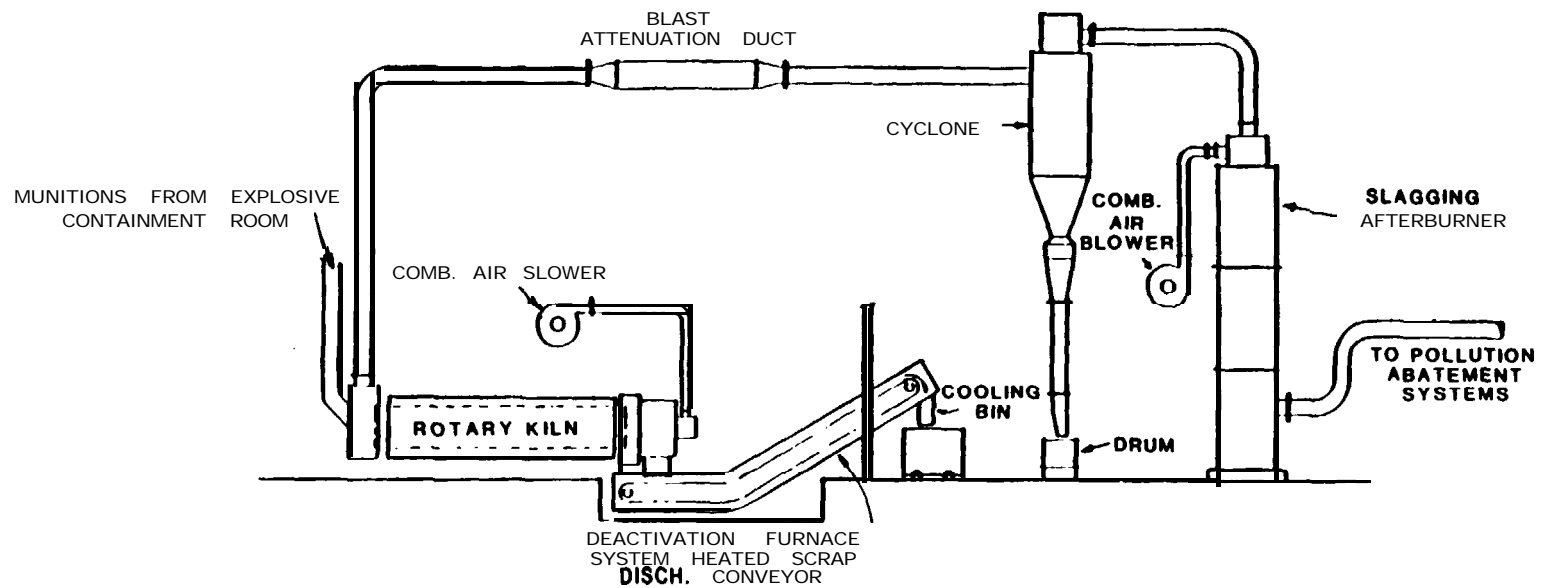 BLAST
ATTENUATION DUCT
CYCLONE
MUNITIONS FROM EXPLOSIVE
CONTAINMENT ROOM
COMB.
AIR
BLOWER
SLAGGING
AFTERBURNER
COMB. AIR SLOWER
TO POLLUTION
ABATEMENT
SYSTEMS
COOLING
BIN
ROTARY KILN
DRUM
DEACTIVATION FURNACE
SYSTEM HEATED SCRAP
DISCH. CONVEYOR